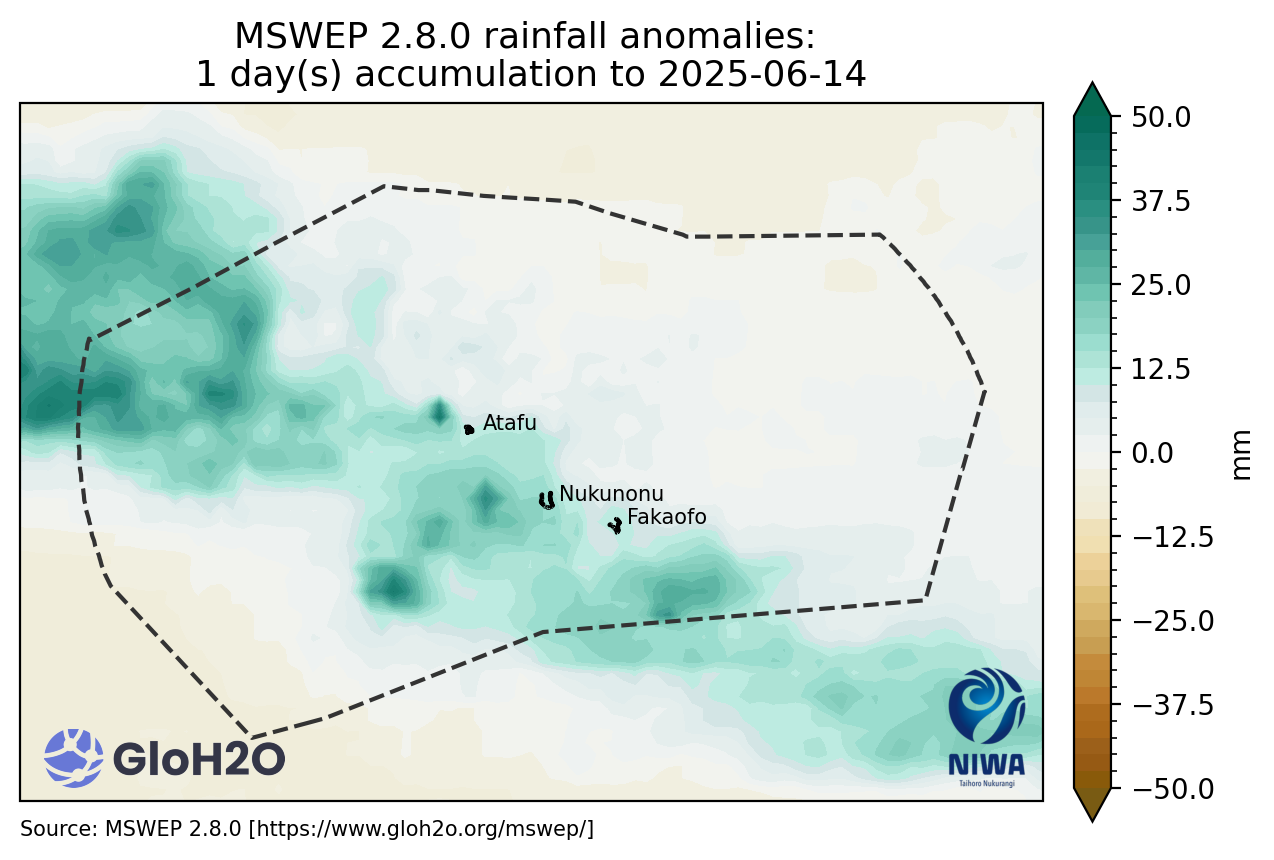 MSWEP 2.8.0 rainfall anomalies:
1 day(s) accumulation to 2025-06-14
50.0
37.5
25.0
12.5
0.0
−12.5
−25.0
−37.5
−50.0
mm
Atafu
Nukunonu
Fakaofo
GloH2O
NIWA
Taihoro Nukurangi
Source: MSWEP 2.8.0 [https://www.gloh2o.org/mswep/]